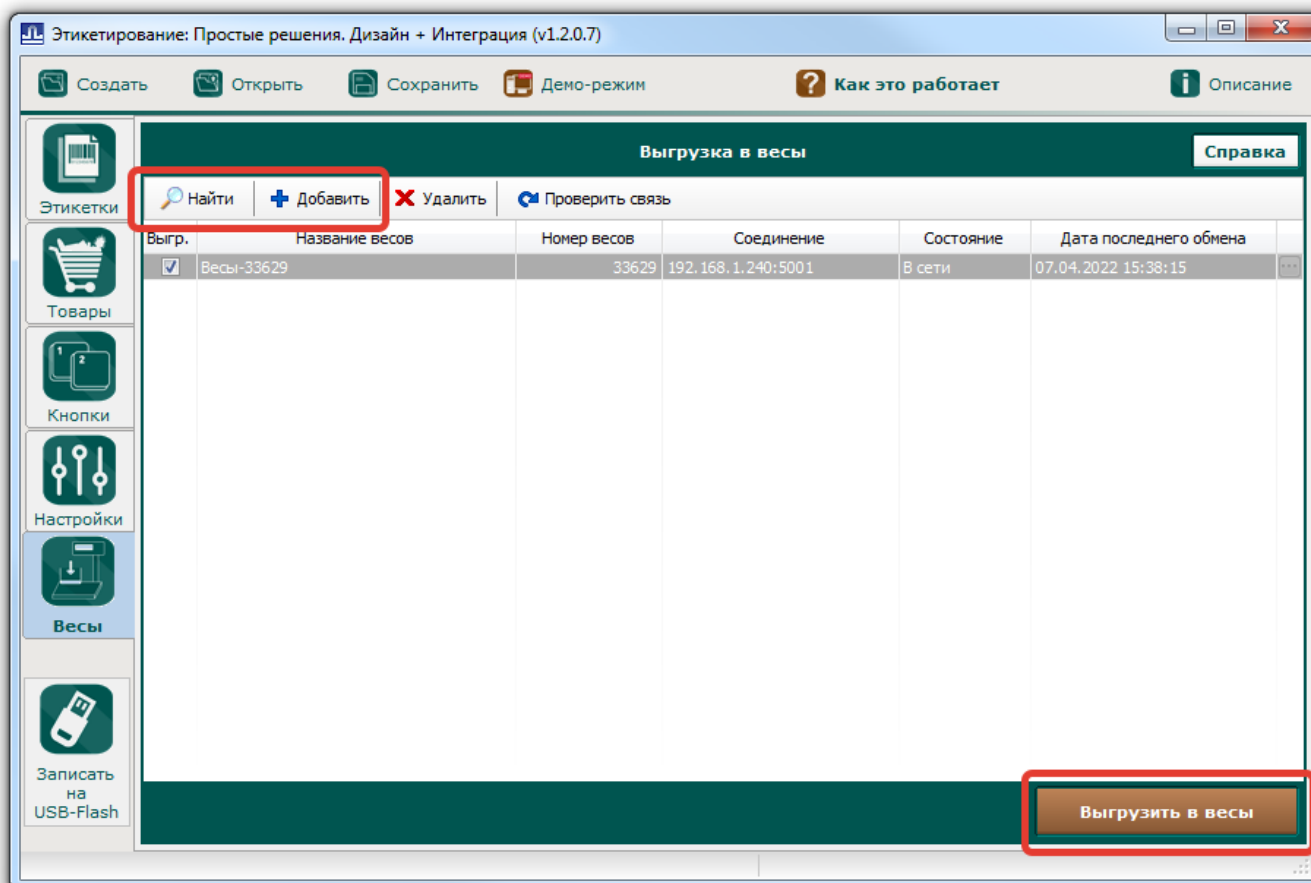 Этикетирование: Простые решения. Дизайн + Интеграция (v1.2.0.7)
Создать Открыть Сохранить Демо-режим ? Как это работает i Описание
Выгрузка в весы Справка
Этикетки
Найти Добавить Удалить Проверить связь
Выгр. Название весов Номер весов Соединение Состояние Дата последнего обмена
Весы-33629 33629 192.168.1.240:5001 В сети 07.04.2022 15:38:15 ...
Товары
1 2
Кнопки
Настройки
Весы
Записать
на
USB-Flash
Выгрузить в весы